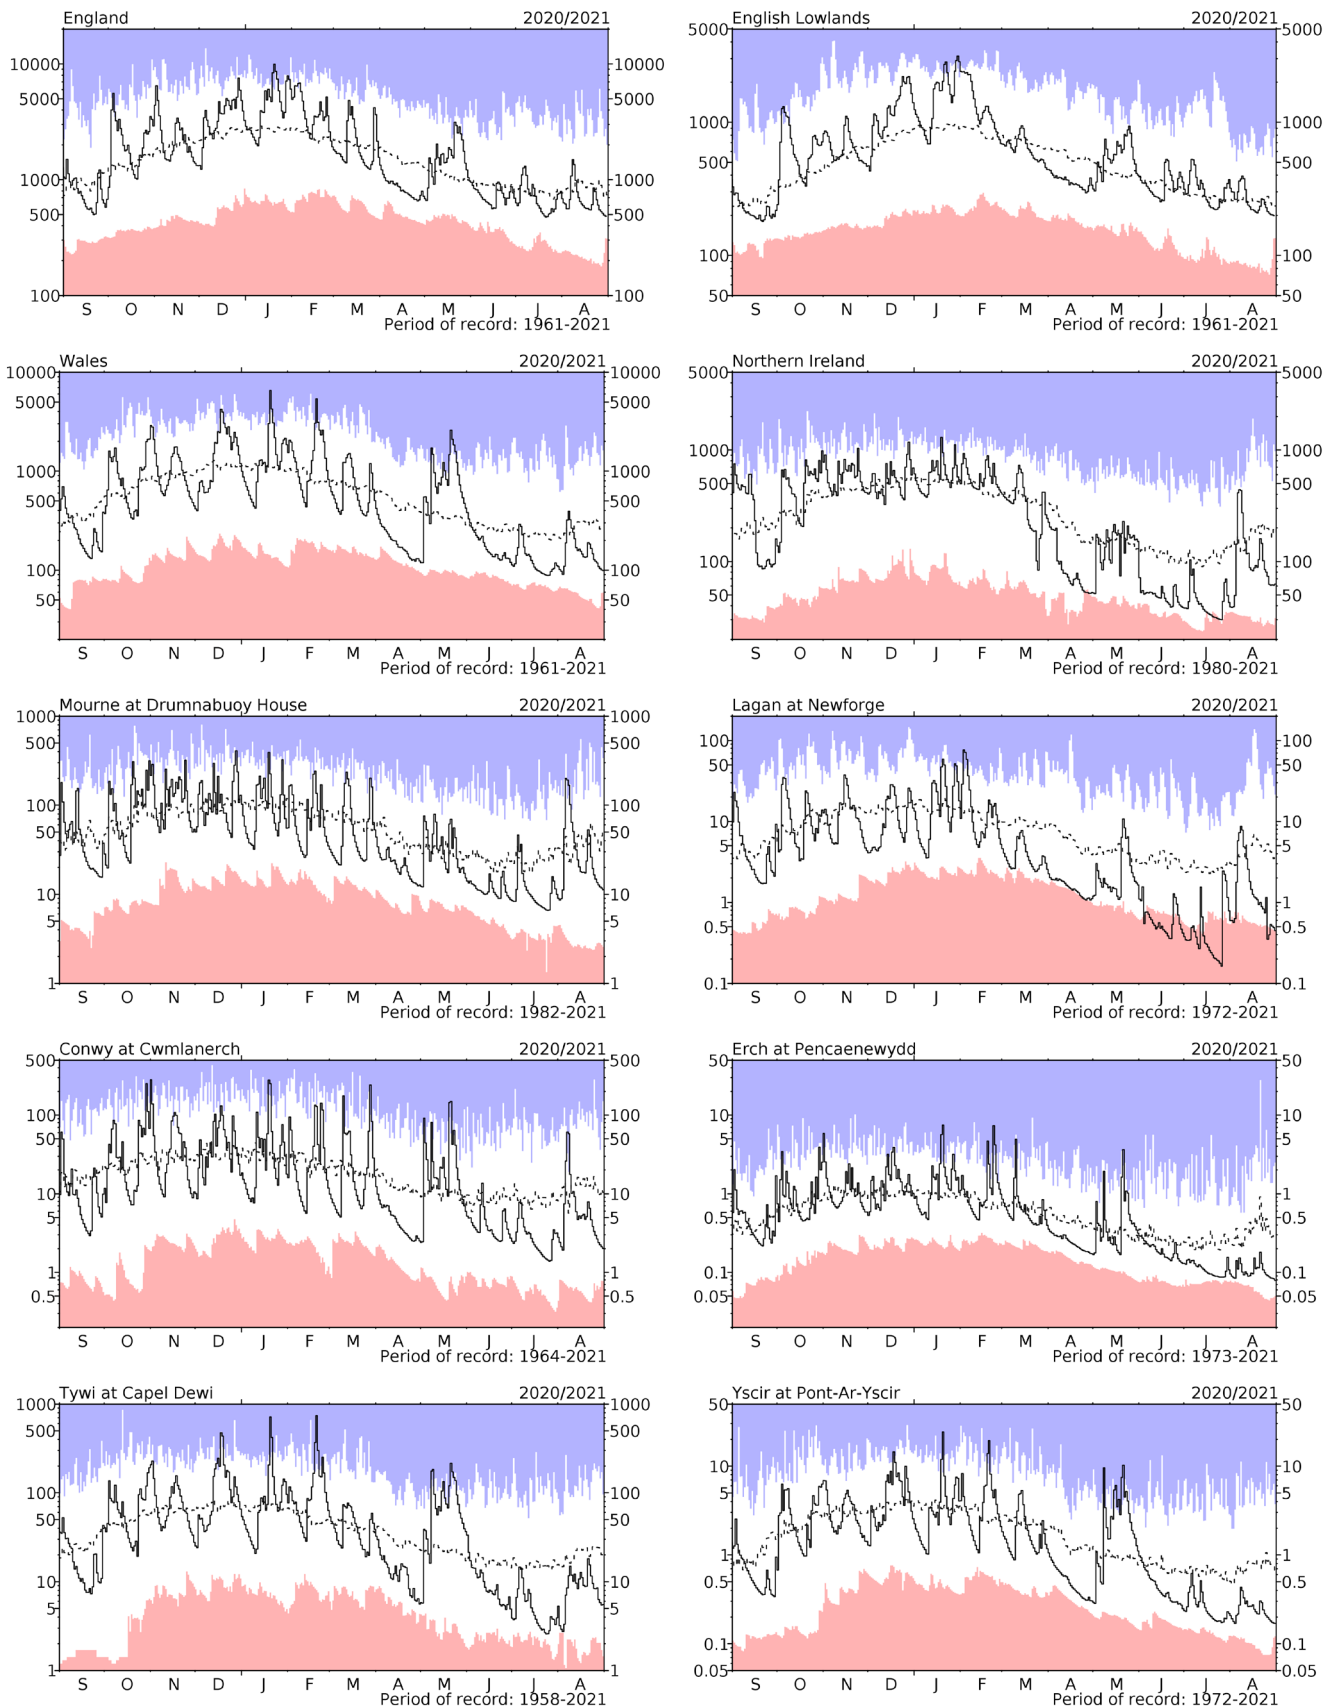 England 2020/2021
10000 10000
5000 5000
1000 1000
500 500
100 100
S O N D J F M A M J J A
Period of record: 1961-2021
English Lowlands 2020/2021
5000 5000
1000 1000
500 500
100 100
50 50
S O N D J F M A M J J A
Period of record: 1961-2021
Wales 2020/2021
10000 10000
5000 5000
1000 1000
500 500
100 100
50 50
S O N D J F M A M J J A
Period of record: 1961-2021
Northern Ireland 2020/2021
5000 5000
1000 1000
500 500
100 100
50 50
S O N D J F M A M J J A
Period of record: 1980-2021
Mourne at Drumnabuoy House 2020/2021
1000 1000
500 500
100 100
50 50
10 10
5 5
1 1
S O N D J F M A M J J A
Period of record: 1982-2021
Lagan at Newforge 2020/2021
100 100
50 50
10 10
5 5
1 1
0.5 0.5
0.1 0.1
S O N D J F M A M J J A
Period of record: 1972-2021
Conwy at Cwmlanerch 2020/2021
500 500
100 100
50 50
10 10
5 5
1 1
0.5 0.5
S O N D J F M A M J J A
Period of record: 1964-2021
Erch at Pencaenewydd 2020/2021
50 50
10 10
5 5
1 1
0.5 0.5
0.1 0.1
0.05 0.05
S O N D J F M A M J J A
Period of record: 1973-2021
Tywi at Capel Dewi 2020/2021
1000 1000
500 500
100 100
50 50
10 10
5 5
1 1
S O N D J F M A M J J A
Period of record: 1958-2021
Yscir at Pont-Ar-Yscir 2020/2021
50 50
10 10
5 5
1 1
0.5 0.5
0.1 0.1
0.05 0.05
S O N D J F M A M J J A
Period of record: 1972-2021